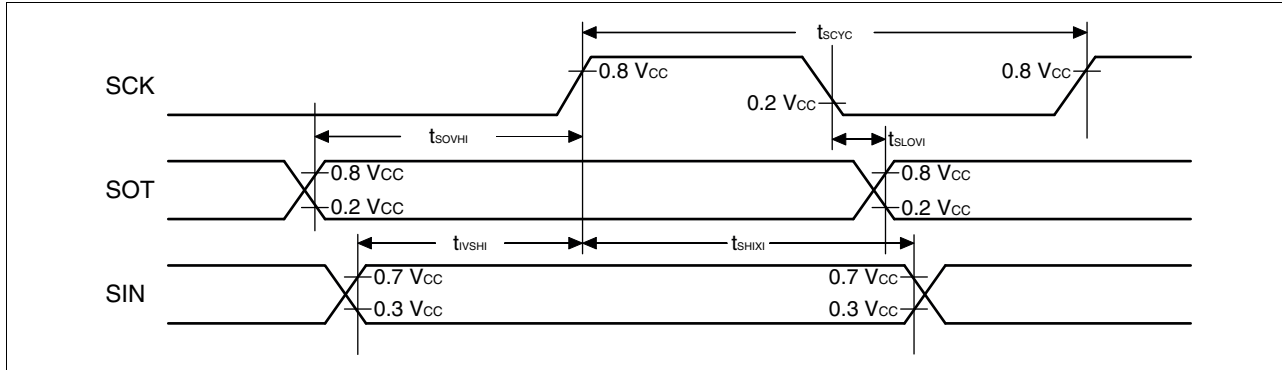 tSCYC
SCK
0.8 VCC
0.8 VCC
0.2 VCC
tSOVHI
tSLOVI
SOT
0.8 VCC
0.8 VCC
0.2 VCC
0.2 VCC
tIVSHI
tSHIXI
SIN
0.7 VCC
0.7 VCC
0.3 VCC
0.3 VCC